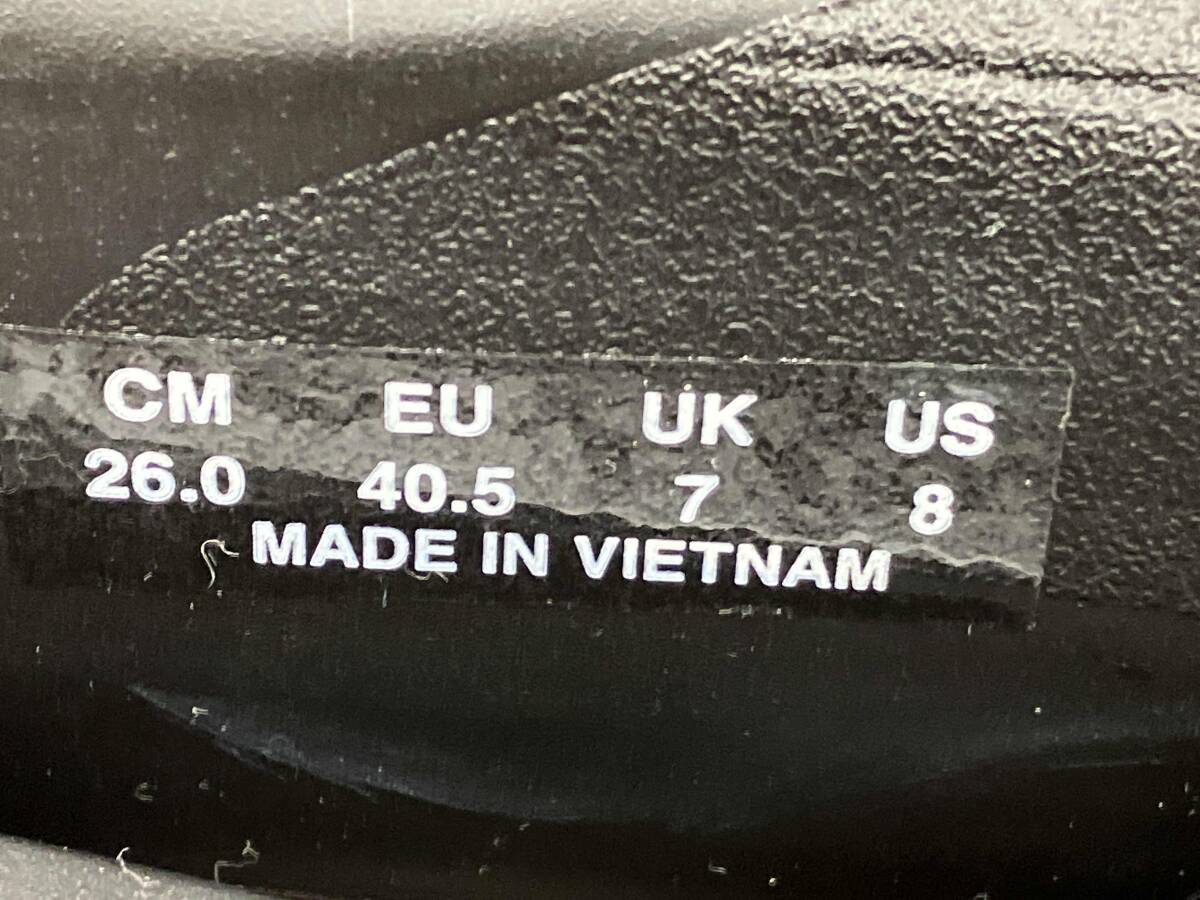 CM EU UK US
26.0 40.5 7 8
MADE IN VIETNAM